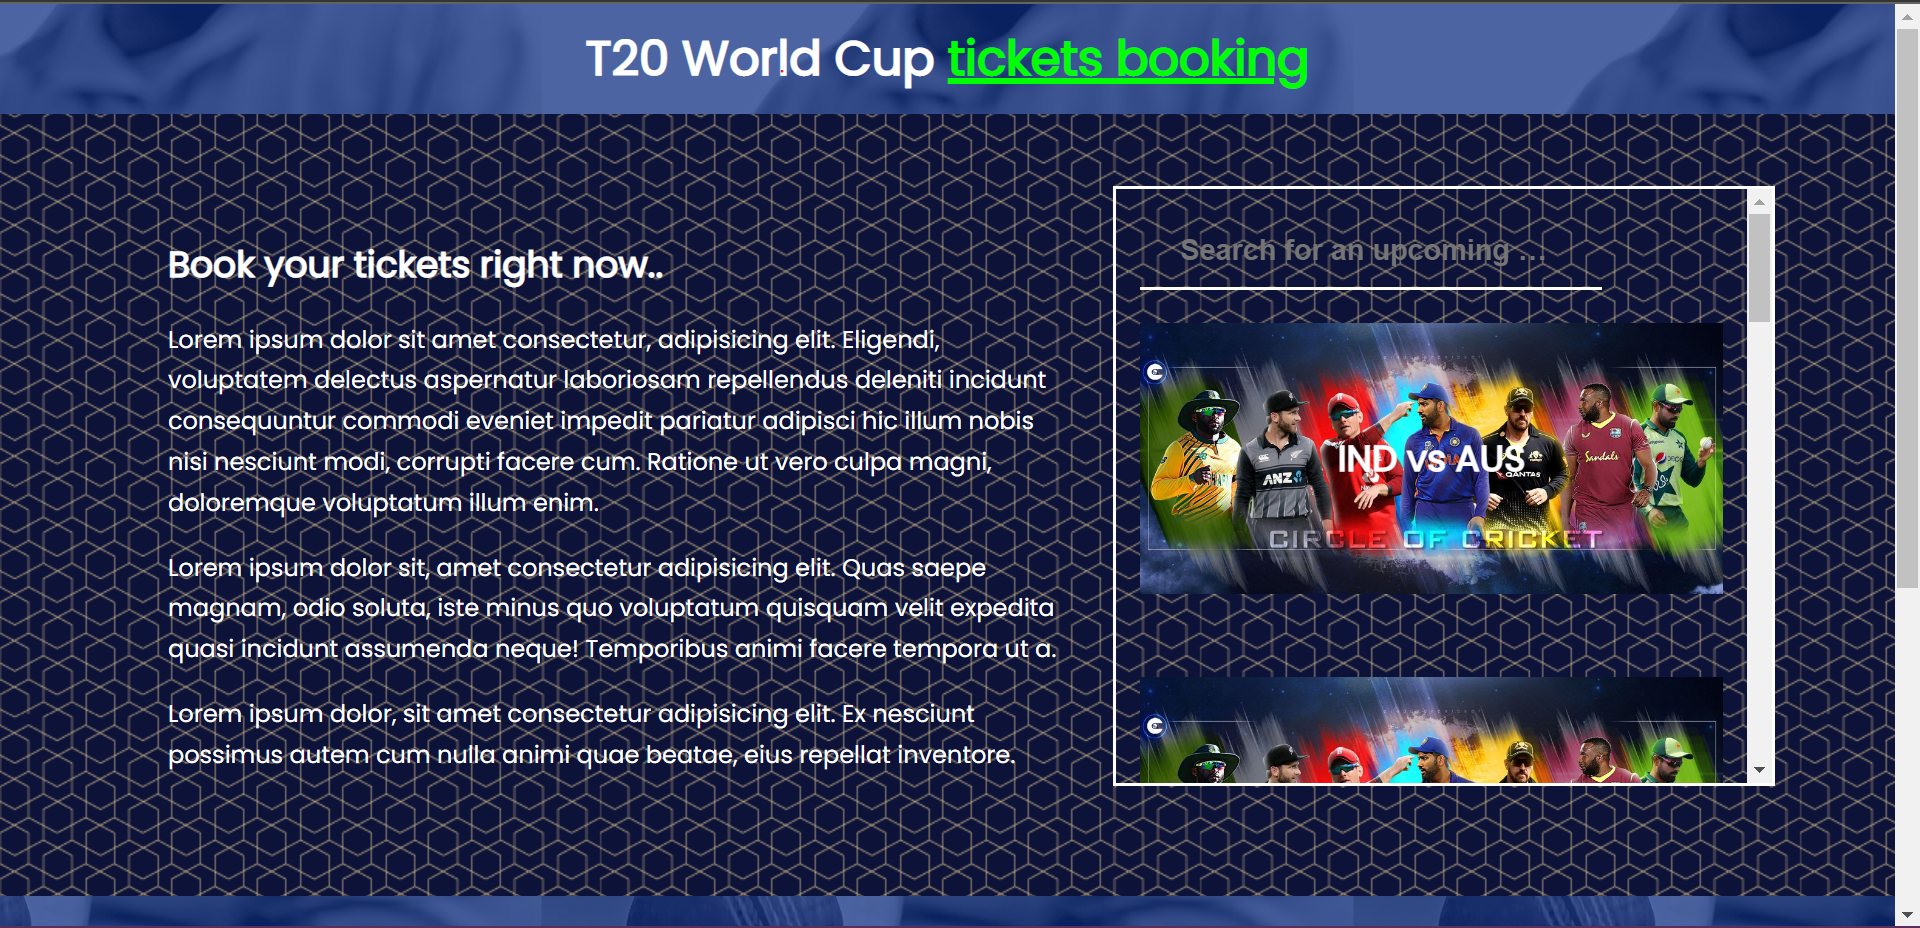 T20 World Cup tickets booking
Book your tickets right now..
Lorem ipsum dolor sit amet consectetur, adipisicing elit. Eligendi,
voluptatem delectus aspernatur laboriosam repellendus deleniti incidunt
consequuntur commodi eveniet impedit pariatur adipisci hic illum nobis
nisi nesciunt modi, corrupti facere cum. Ratione ut vero culpa magni,
doloremque voluptatum illum enim.
Lorem ipsum dolor sit, amet consectetur adipisicing elit. Quas saepe
magnam, odio soluta, iste minus quo voluptatum quisquam velit expedita
quasi incidunt assumenda neque! Temporibus animi facere tempora ut a.
Lorem ipsum dolor, sit amet consectetur adipisicing elit. Ex nesciunt
possimus autem cum nulla animi quae beatae, eius repellat inventore.
Search for an upcoming ...
IND vs AUS
ANZ
QANTAS
Sandals
CIRCLE OF CRICKET